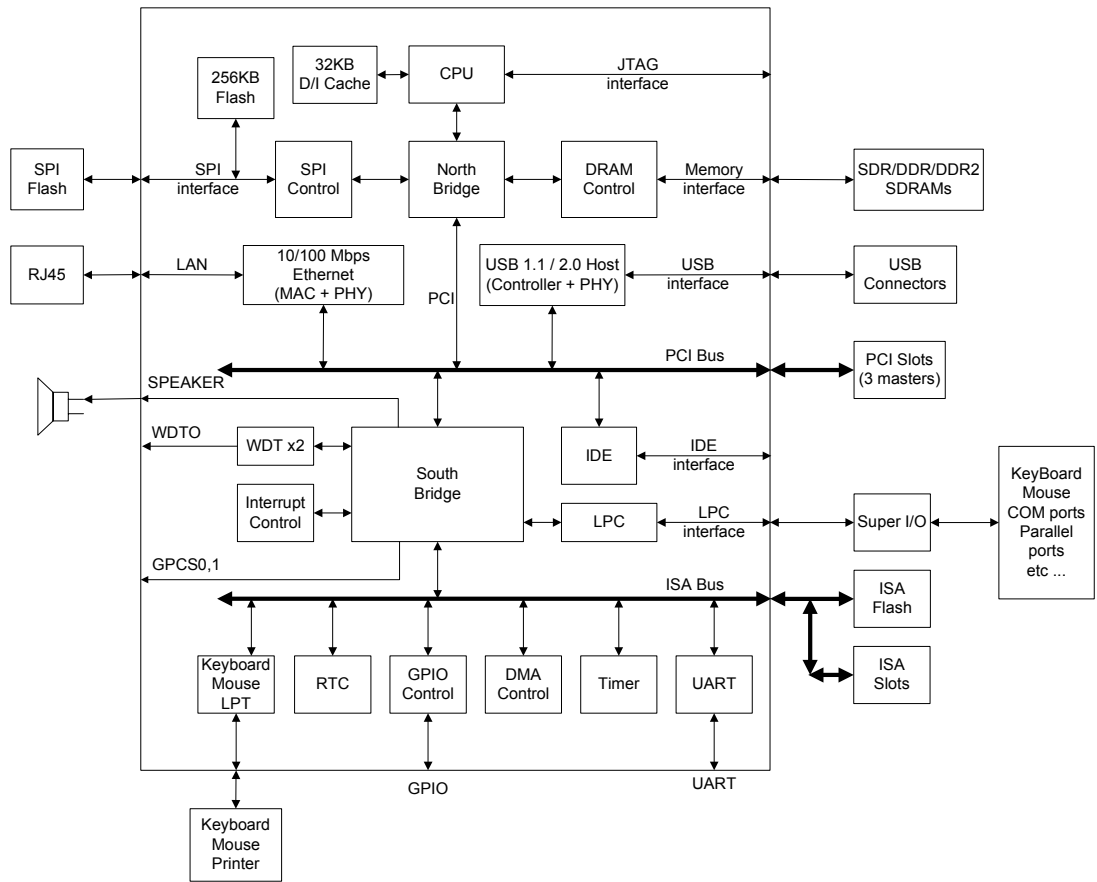 32KB
D/I Cache
CPU
JTAG
interface
256KB
Flash
SPI
Flash
SPI
interface
SPI
Control
North
Bridge
DRAM
Control
Memory
interface
SDR/DDR/DDR2
SDRAMs
RJ45
LAN
10/100 Mbps
Ethernet
(MAC + PHY)
PCI
USB 1.1 / 2.0 Host
(Controller + PHY)
USB
interface
USB
Connectors
PCI Bus
PCI Slots
(3 masters)
SPEAKER
WDTO
WDT x2
South
Bridge
IDE
IDE
interface
Interrupt
Control
LPC
LPC
interface
Super I/O
KeyBoard
Mouse
COM ports
Parallel
ports
etc ...
GPCS0,1
ISA Bus
ISA
Flash
ISA
Slots
Keyboard
Mouse
LPT
RTC
GPIO
Control
DMA
Control
Timer
UART
GPIO
UART
Keyboard
Mouse
Printer